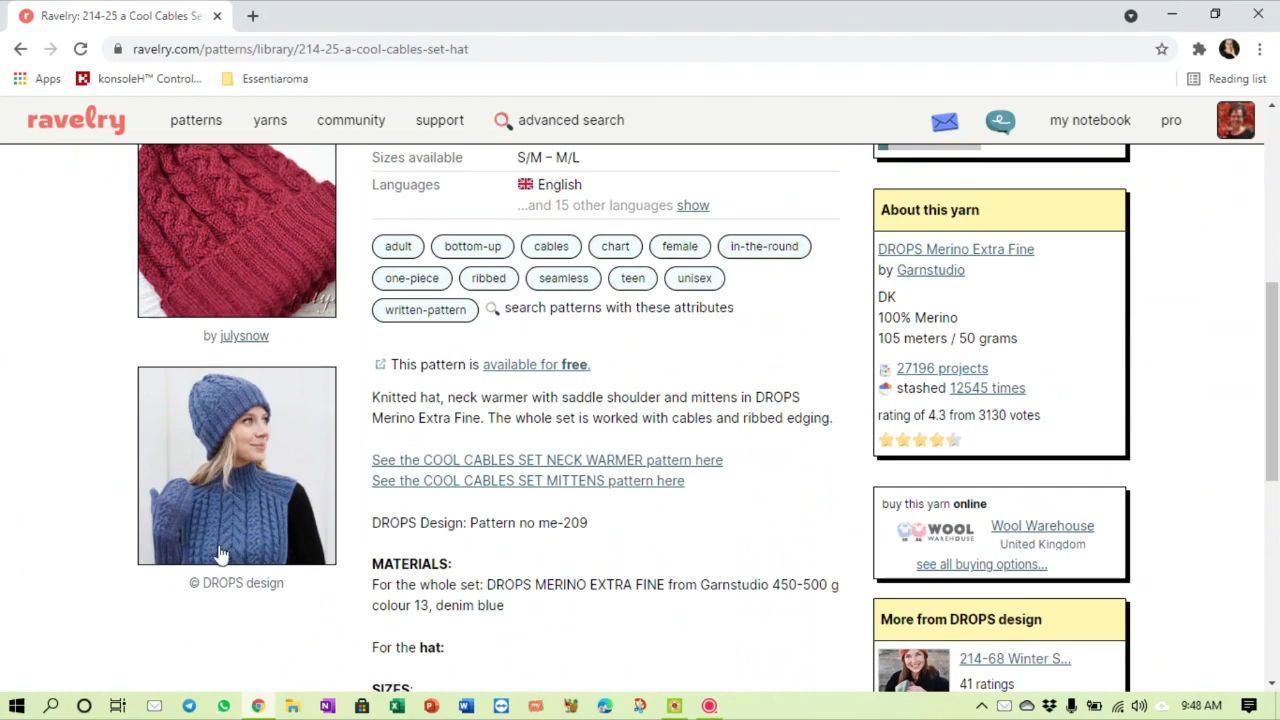 Ravelry: 214-25 a Cool Cables Se
ravelry.com/patterns/library/214-25-a-cool-cables-set-hat
Apps
konsoleH™ Control...
Essentiaroma
Reading list
ravelry
patterns
yarns
community
support
advanced search
my notebook
pro
Sizes available
S/M – M/L
Languages
English
...and 15 other languages show
adult
bottom-up
cables
chart
female
in-the-round
one-piece
ribbed
seamless
teen
unisex
written-pattern
search patterns with these attributes
by julysnow
This pattern is available for free.
Knitted hat, neck warmer with saddle shoulder and mittens in DROPS
Merino Extra Fine. The whole set is worked with cables and ribbed edging.
See the COOL CABLES SET NECK WARMER pattern here
See the COOL CABLES SET MITTENS pattern here
DROPS Design: Pattern no me-209
MATERIALS:
For the whole set: DROPS MERINO EXTRA FINE from Garnstudio 450-500 g
colour 13, denim blue
For the hat:
SIZES:
© DROPS design
About this yarn
DROPS Merino Extra Fine
by Garnstudio
DK
100% Merino
105 meters / 50 grams
27196 projects
stashed 12545 times
rating of 4.3 from 3130 votes
buy this yarn online
WOOL
WAREHOUSE
Wool Warehouse
United Kingdom
see all buying options...
More from DROPS design
214-68 Winter S...
41 ratings
9:48 AM